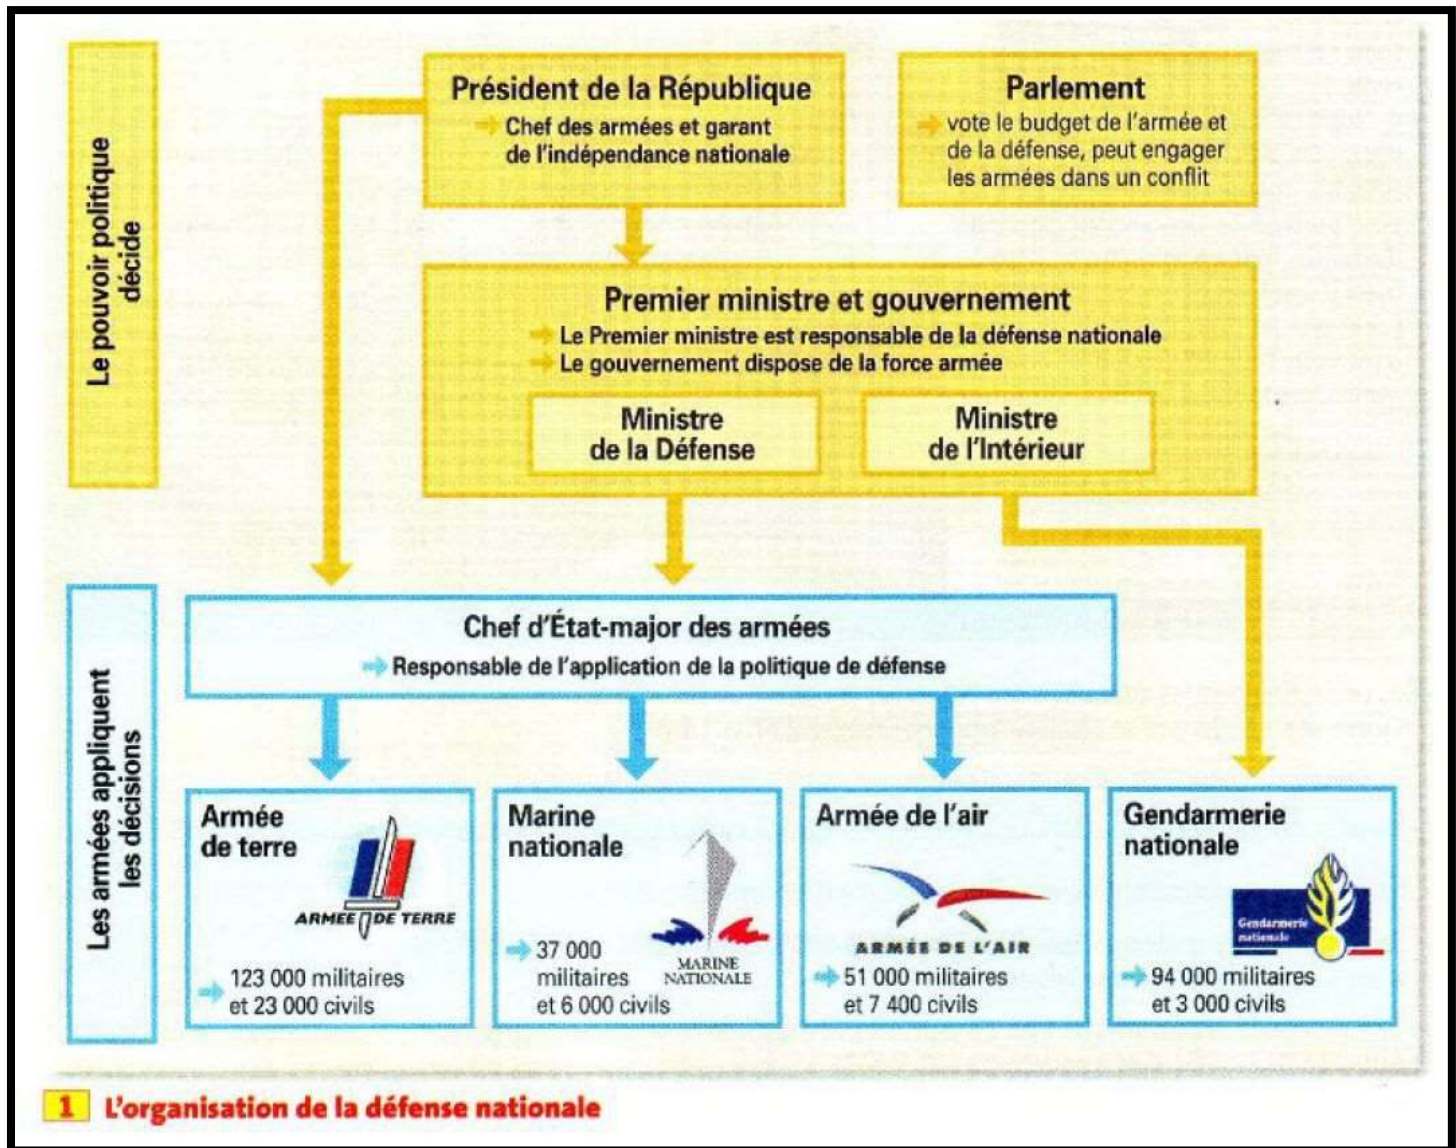 Le pouvoir politique
décide
Président de la République
Chef des armées et garant
de l'indépendance nationale
Parlement
vote le budget de l'armée et
de la défense, peut engager
les armées dans un conflit
Premier ministre et gouvernement
Le Premier ministre est responsable de la défense nationale
Le gouvernement dispose de la force armée
Ministre
de la Défense
Ministre
de l'Intérieur
Les armées appliquent
les décisions
Chef d'État-major des armées
Responsable de l'application de la politique de défense
Armée
de terre
ARMEE DE TERRE
123 000 militaires
et 23 000 civils
Marine
nationale
MARINE
NATIONALE
37 000
militaires
et 6 000 civils
Armée de l'air
ARMÉE DE L'AIR
51 000 militaires
et 7 400 civils
Gendarmerie
nationale
Gendarmerie
nationale
94 000 militaires
et 3 000 civils
1 L'organisation de la défense nationale